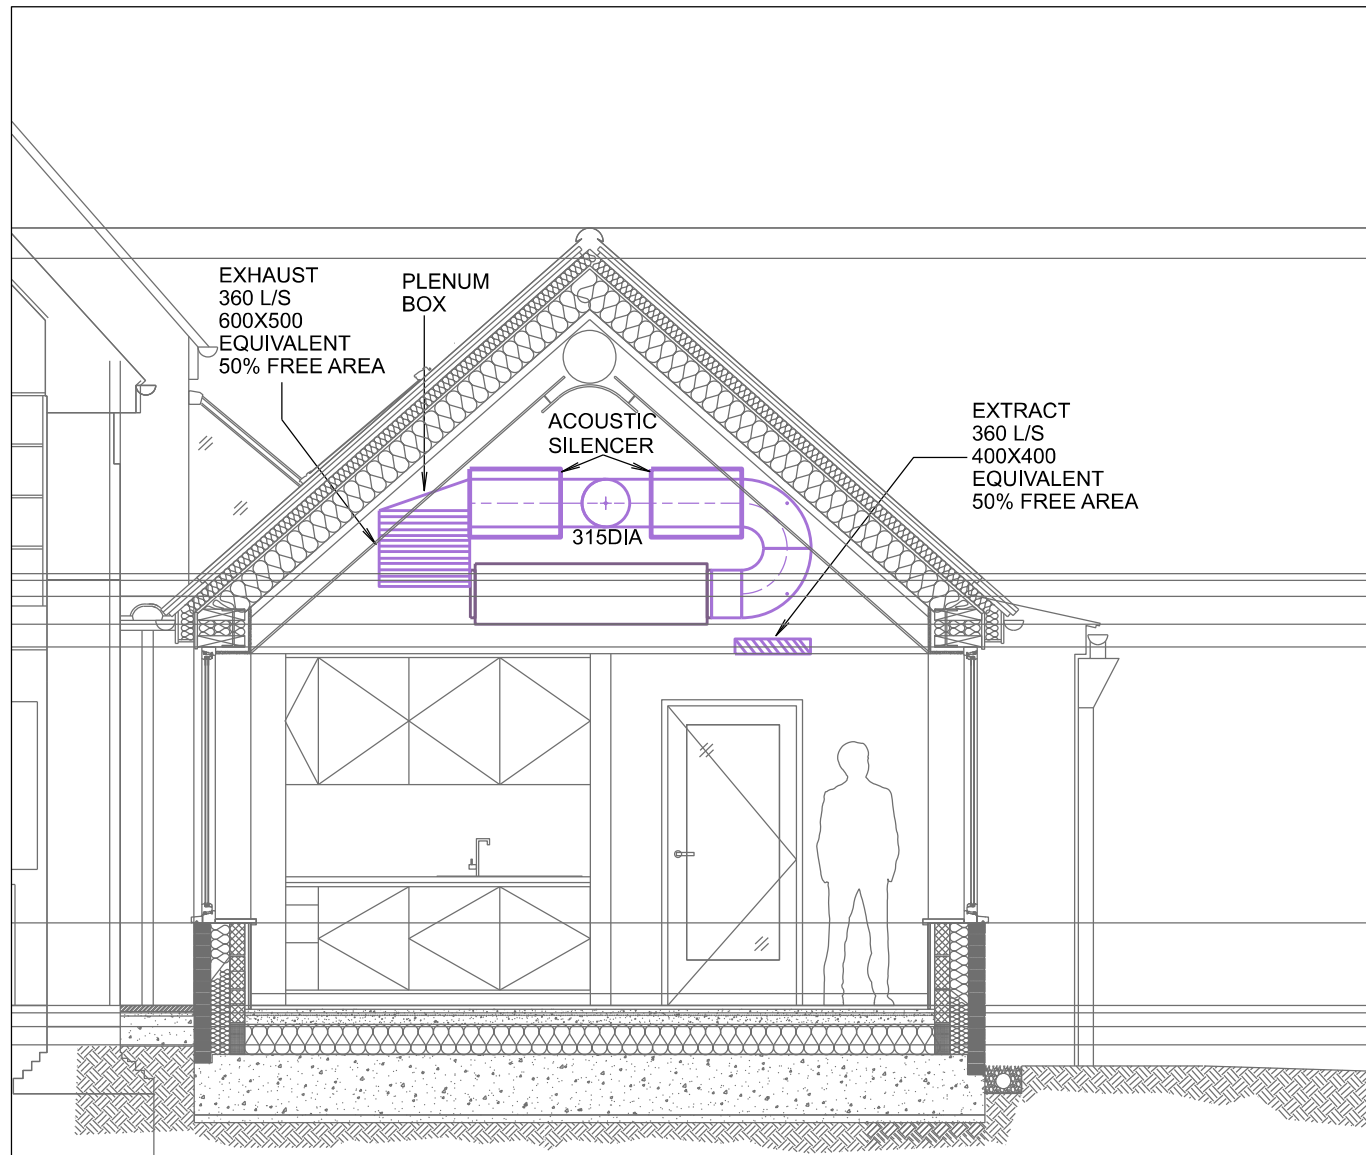 EXHAUST
360 L/S
600X500
EQUIVALENT
50% FREE AREA
PLENUM
BOX
ACOUSTIC
SILENCER
315DIA
EXTRACT
360 L/S
400X400
EQUIVALENT
50% FREE AREA